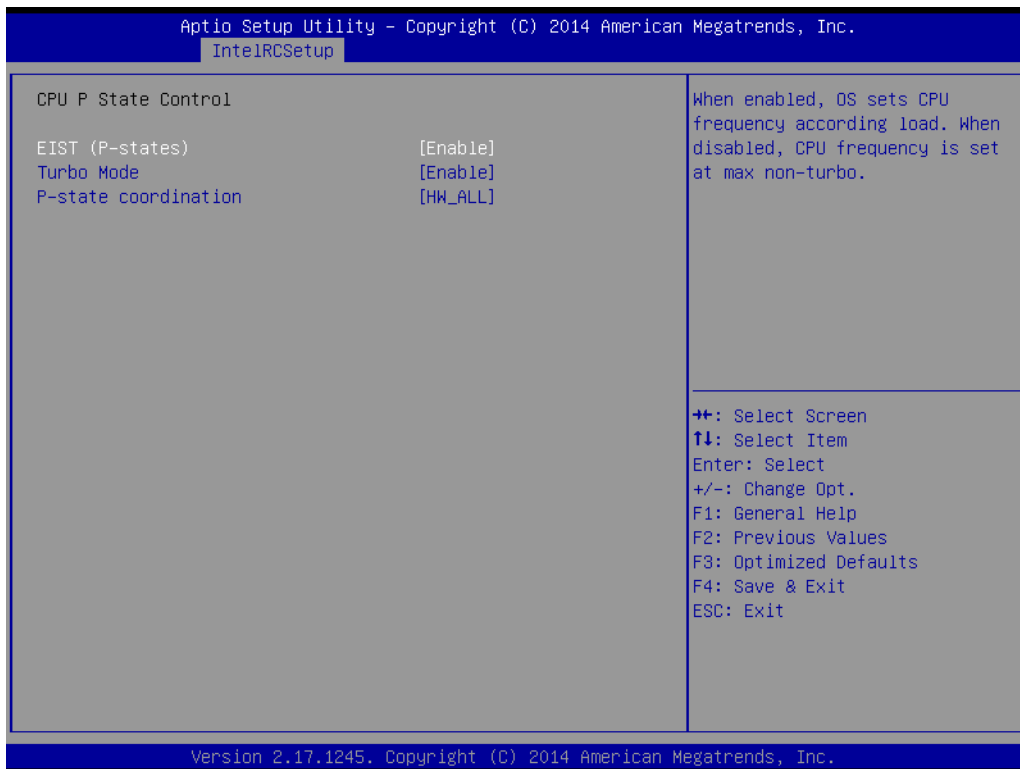 Aptio Setup Utility – Copyright (C) 2014 American Megatrends, Inc.
IntelRCSetup
CPU P State Control
EIST (P-states) [Enable]
Turbo Mode [Enable]
P-state coordination [HW_ALL]
When enabled, OS sets CPU
frequency according load. When
disabled, CPU frequency is set
at max non-turbo.
→←: Select Screen
↑↓: Select Item
Enter: Select
+/-: Change Opt.
F1: General Help
F2: Previous Values
F3: Optimized Defaults
F4: Save & Exit
ESC: Exit
Version 2.17.1245. Copyright (C) 2014 American Megatrends, Inc.